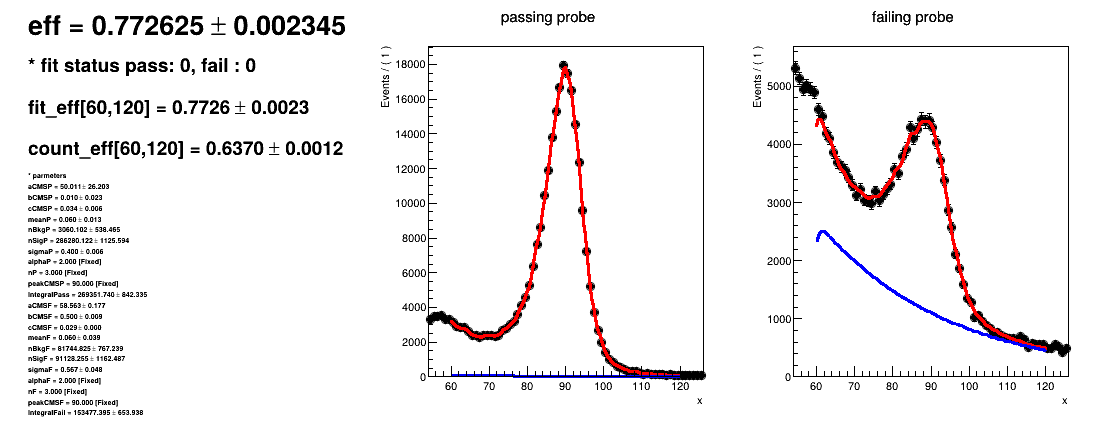 eff = 0.772625 ± 0.002345
* fit status pass: 0, fail : 0
fit_eff[60,120] = 0.7726 ± 0.0023
count_eff[60,120] = 0.6370 ± 0.0012
* parmeters
aCMSP = 50.011± 26.203
bCMSP = 0.010± 0.023
cCMSP = 0.034± 0.006
meanP = 0.060± 0.013
nBkgP = 3060.102± 538.465
nSigP = 286280.122± 1125.594
sigmaP = 0.400± 0.006
alphaP = 2.000 [Fixed]
nP = 3.000 [Fixed]
peakCMSP = 90.000 [Fixed]
IntegralPass = 269351.740± 842.335
aCMSF = 58.563± 0.177
bCMSF = 0.500± 0.009
cCMSF = 0.029± 0.000
meanF = 0.060± 0.039
nBkgF = 81744.825± 767.239
nSigF = 91128.255± 1162.487
sigmaF = 0.567± 0.048
alphaF = 2.000 [Fixed]
nF = 3.000 [Fixed]
peakCMSF = 90.000 [Fixed]
IntegralFail = 153477.395± 653.938
passing probe
Events / ( 1 )
18000
16000
14000
12000
10000
8000
6000
4000
2000
0
60 70 80 90 100 110 120
x
failing probe
Events / ( 1 )
5000
4000
3000
2000
1000
0
60 70 80 90 100 110 120
x